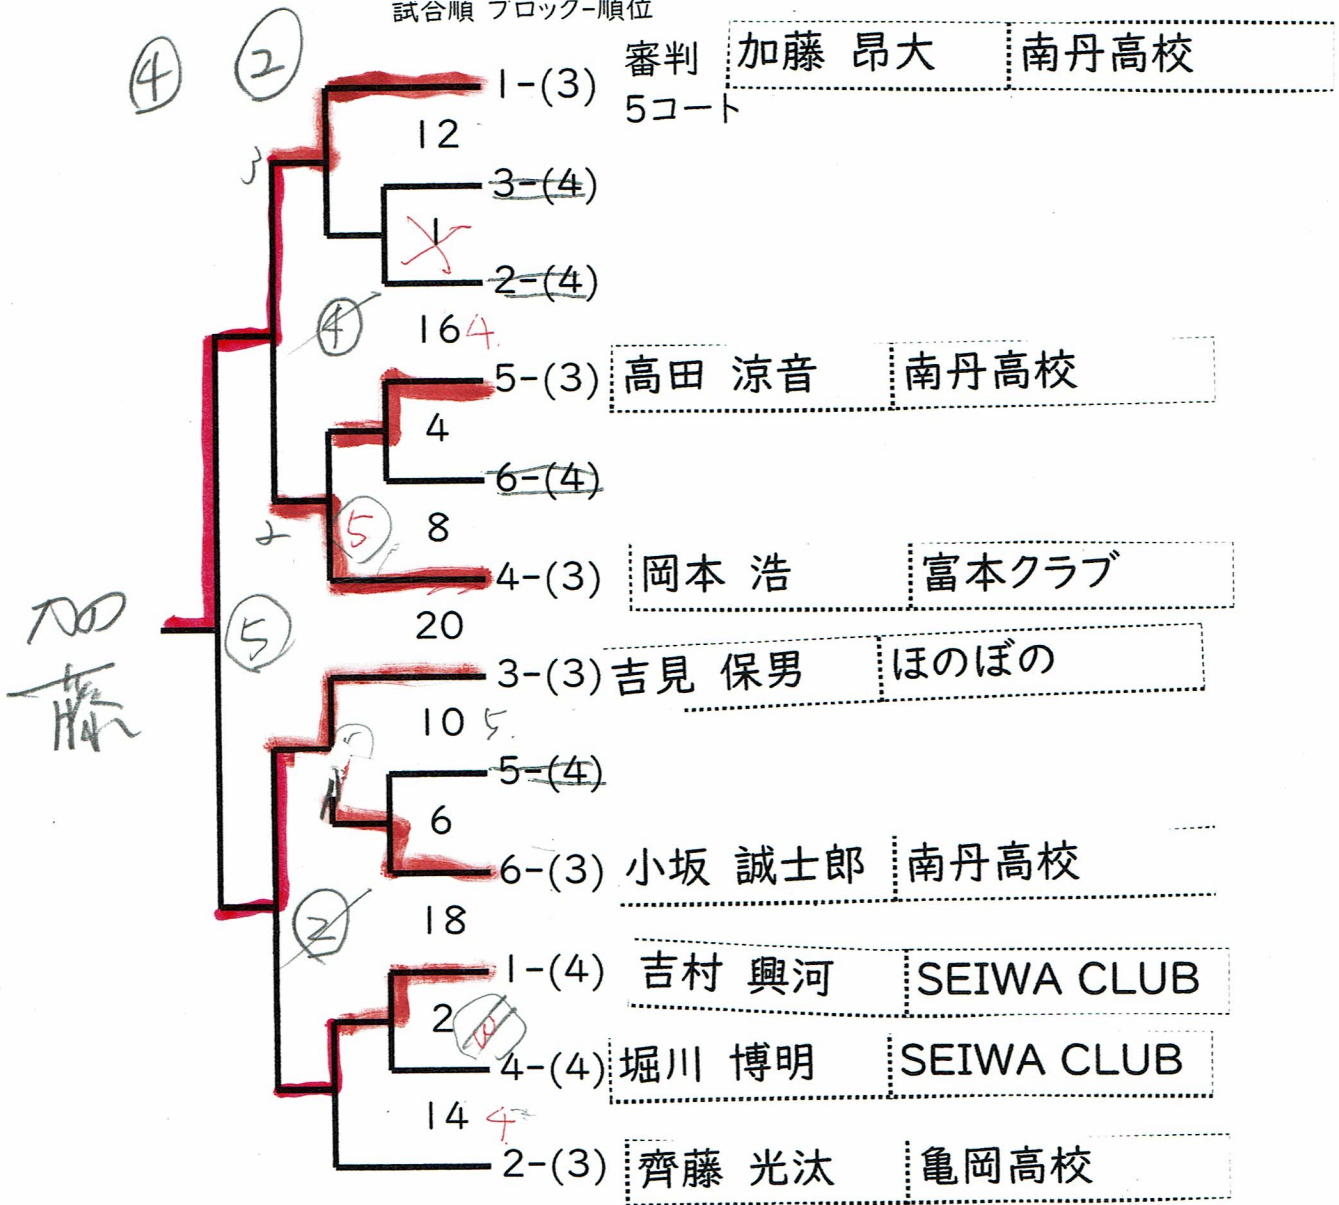 試合順 ブロック-順位
④ ②
1-(3) 審判 加藤 昂大 南丹高校
5コート
12
3
3-(4)
1
2-(4)
④ 16 4
5-(3) 高田 涼音 南丹高校
4
6-(4)
2 ⑤ 8
4-(3) 岡本 浩 富本クラブ
加藤 ⑤ 20
3-(3) 吉見 保男 ほのぼの
10 5
5-(4)
6
6-(3) 小坂 誠士郎 南丹高校
② 18
1-(4) 吉村 興河 SEIWA CLUB
2
4-(4) 堀川 博明 SEIWA CLUB
14 4
2-(3) 齊藤 光汰 亀岡高校